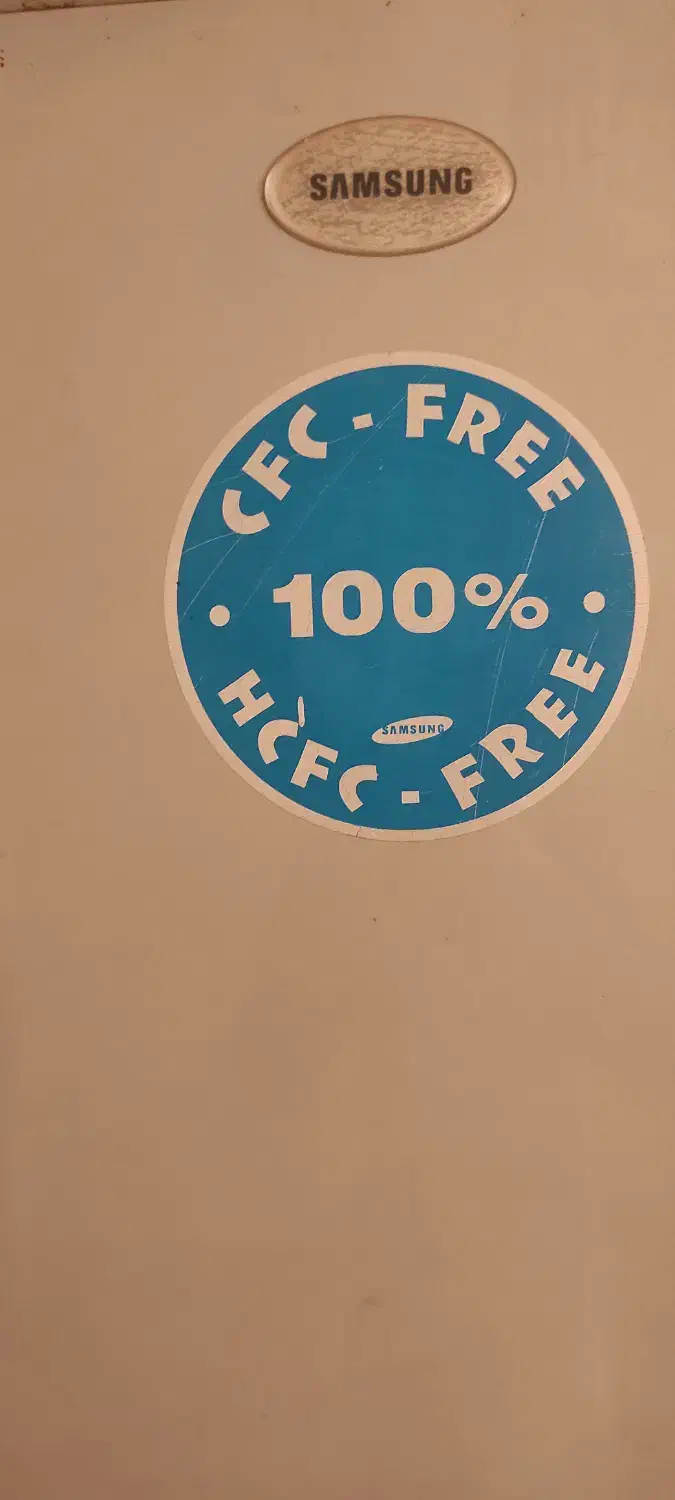 SAMSUNG
CFC - FREE
100%
SAMSUNG
HCFC - FREE